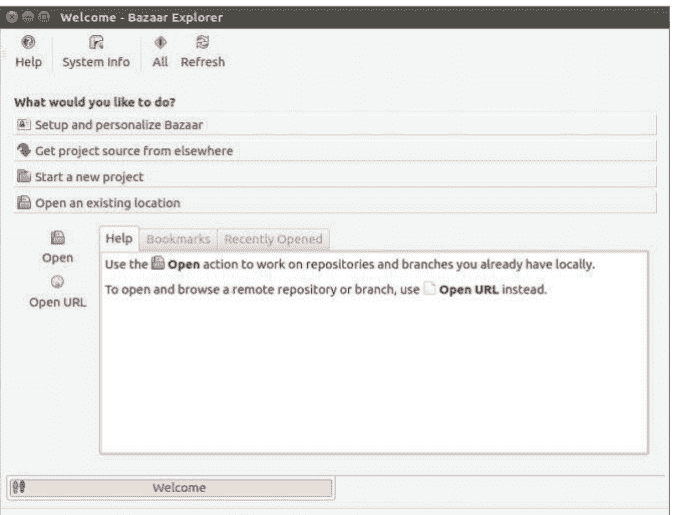 Welcome - Bazaar Explorer
Help System Info All Refresh
What would you like to do?
Setup and personalize Bazaar
Get project source from elsewhere
Start a new project
Open an existing location
Open
Open URL
Help Bookmarks Recently Opened
Use the Open action to work on repositories and branches you already have locally.
To open and browse a remote repository or branch, use Open URL instead.
Welcome